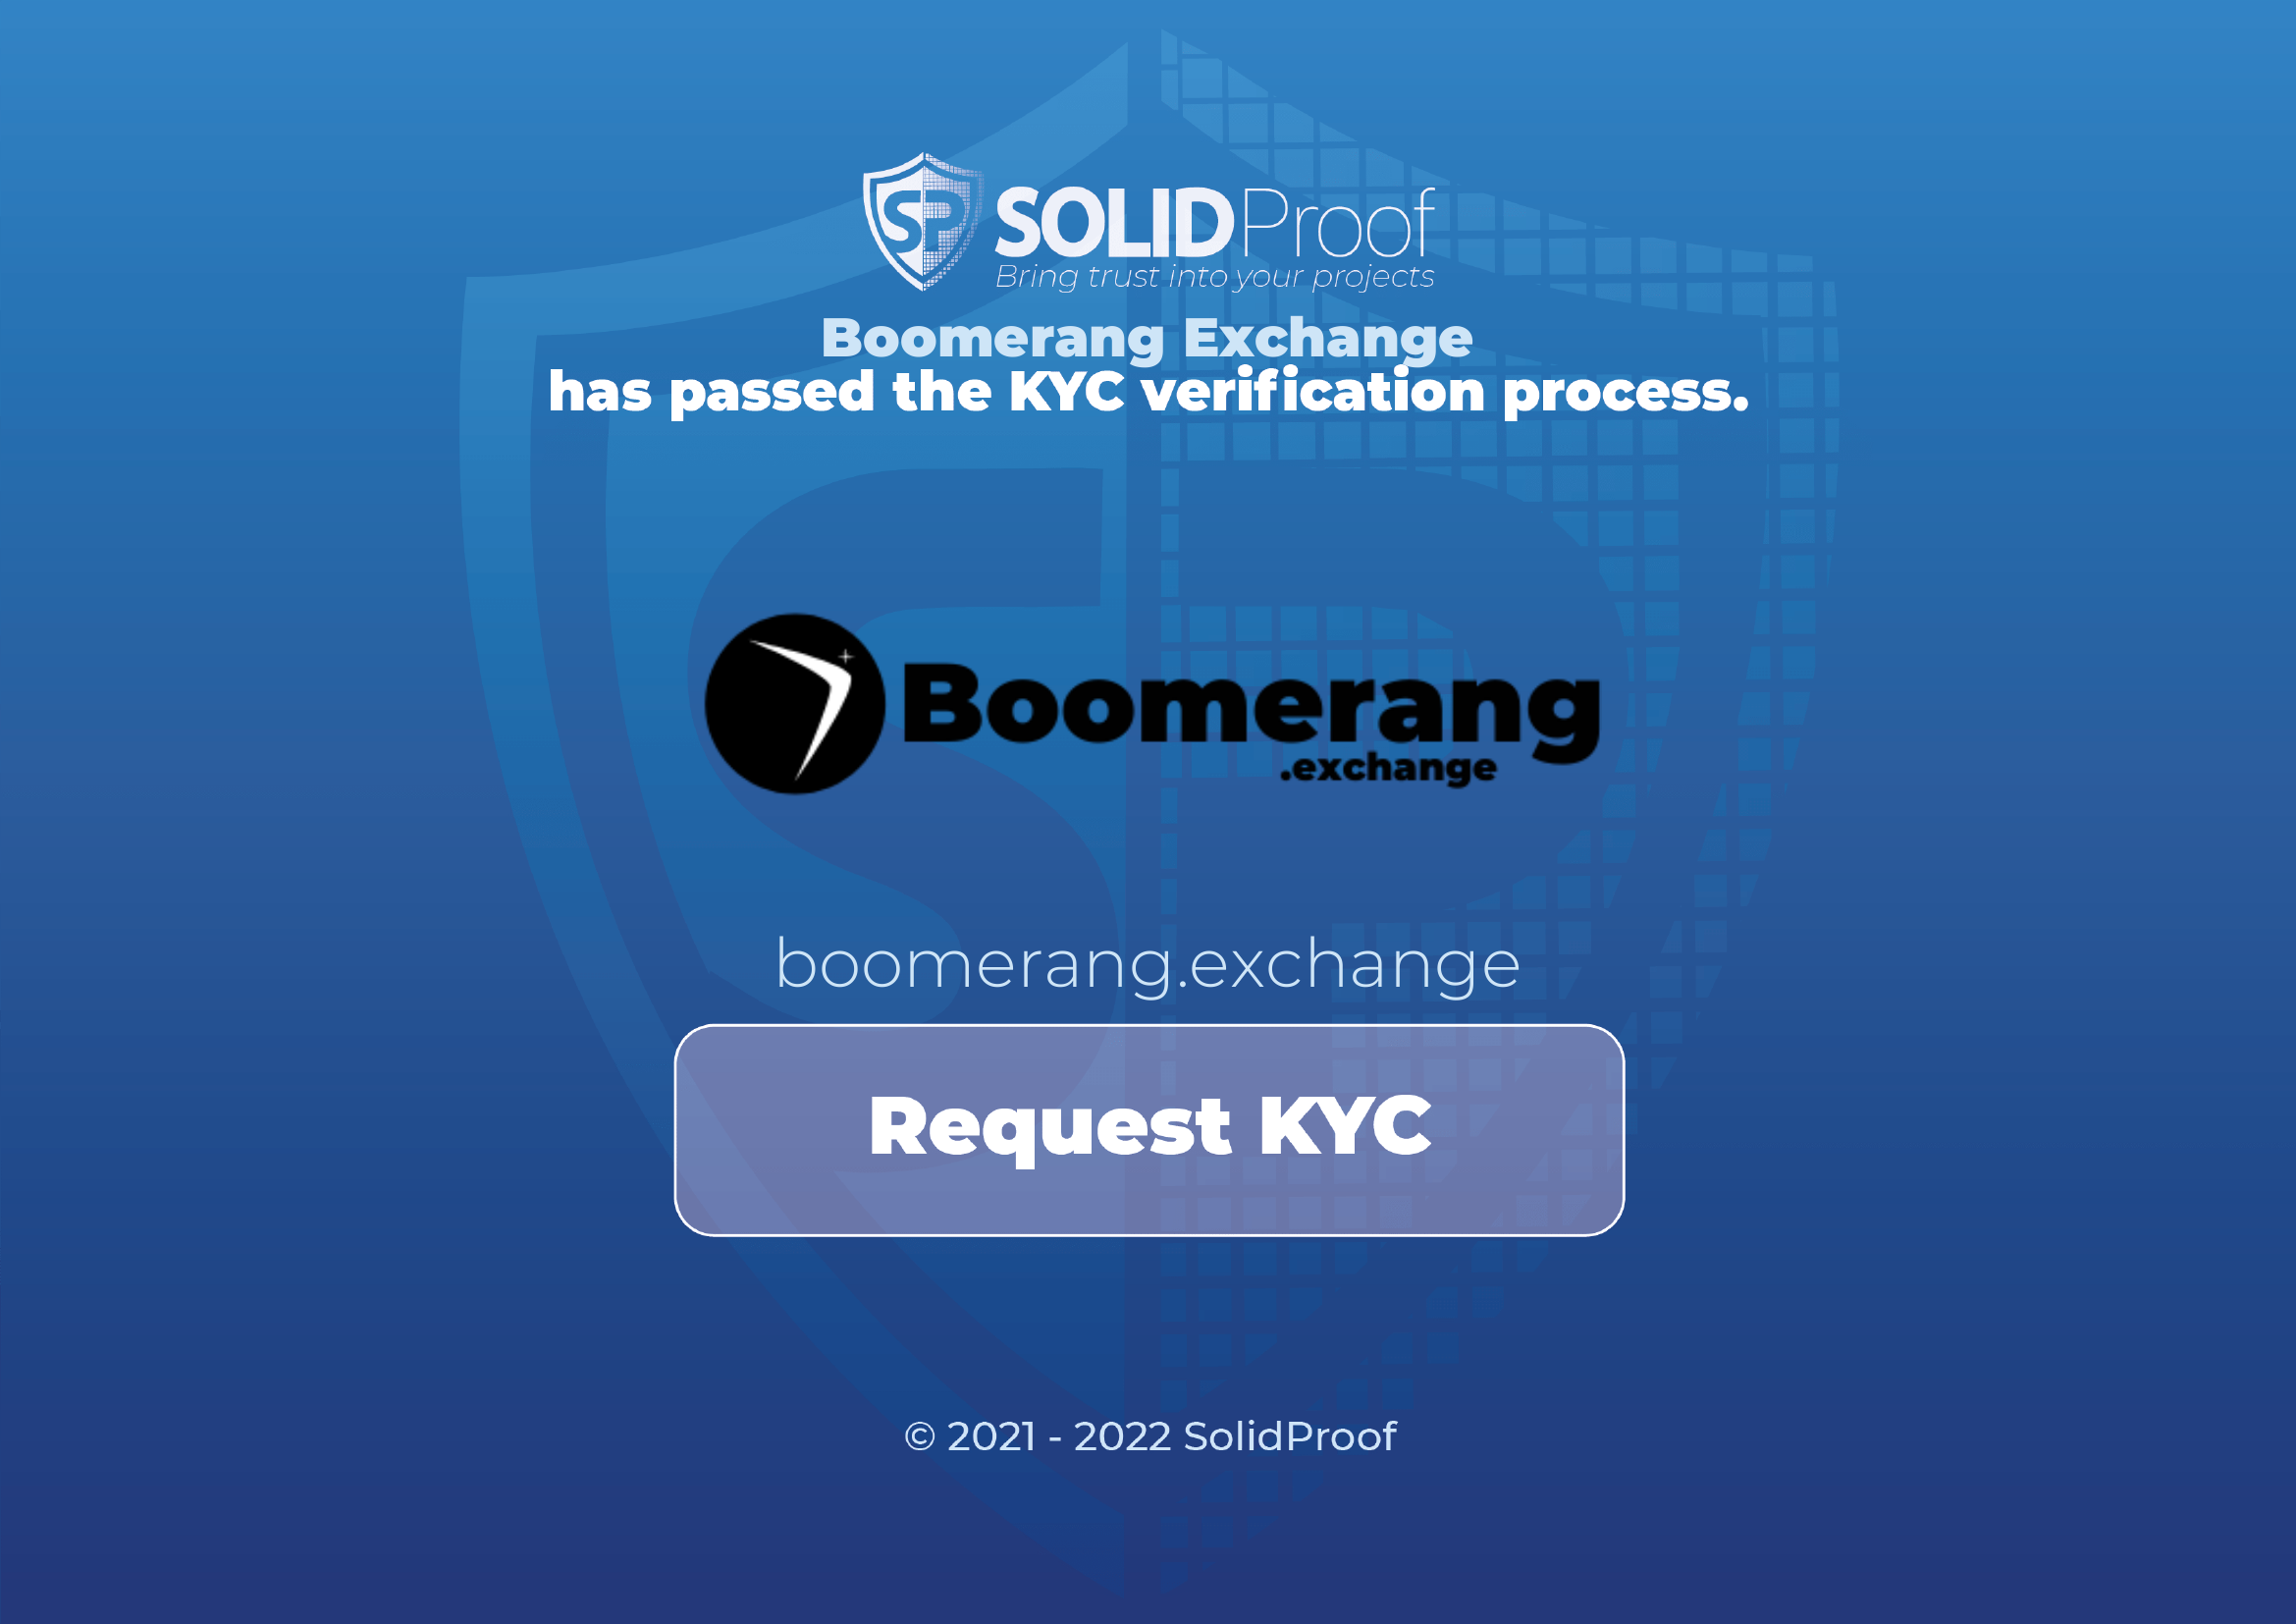 SP SOLIDProof
Bring trust into your projects
Boomerang Exchange
has passed the KYC verification process.
Boomerang
.exchange
boomerang.exchange
Request KYC
© 2021 - 2022 SolidProof